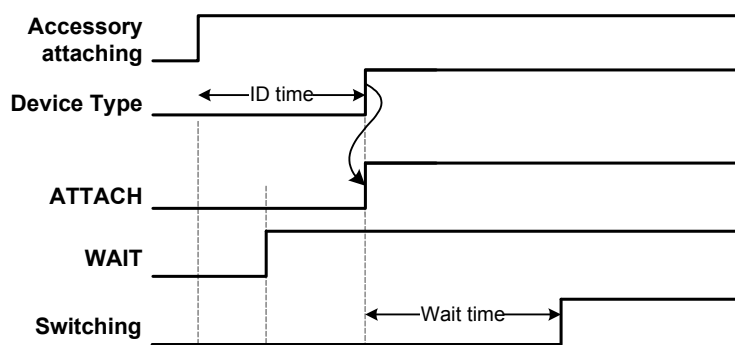 Accessory
attaching
ID time
Device Type
ATTACH
WAIT
Wait time
Switching